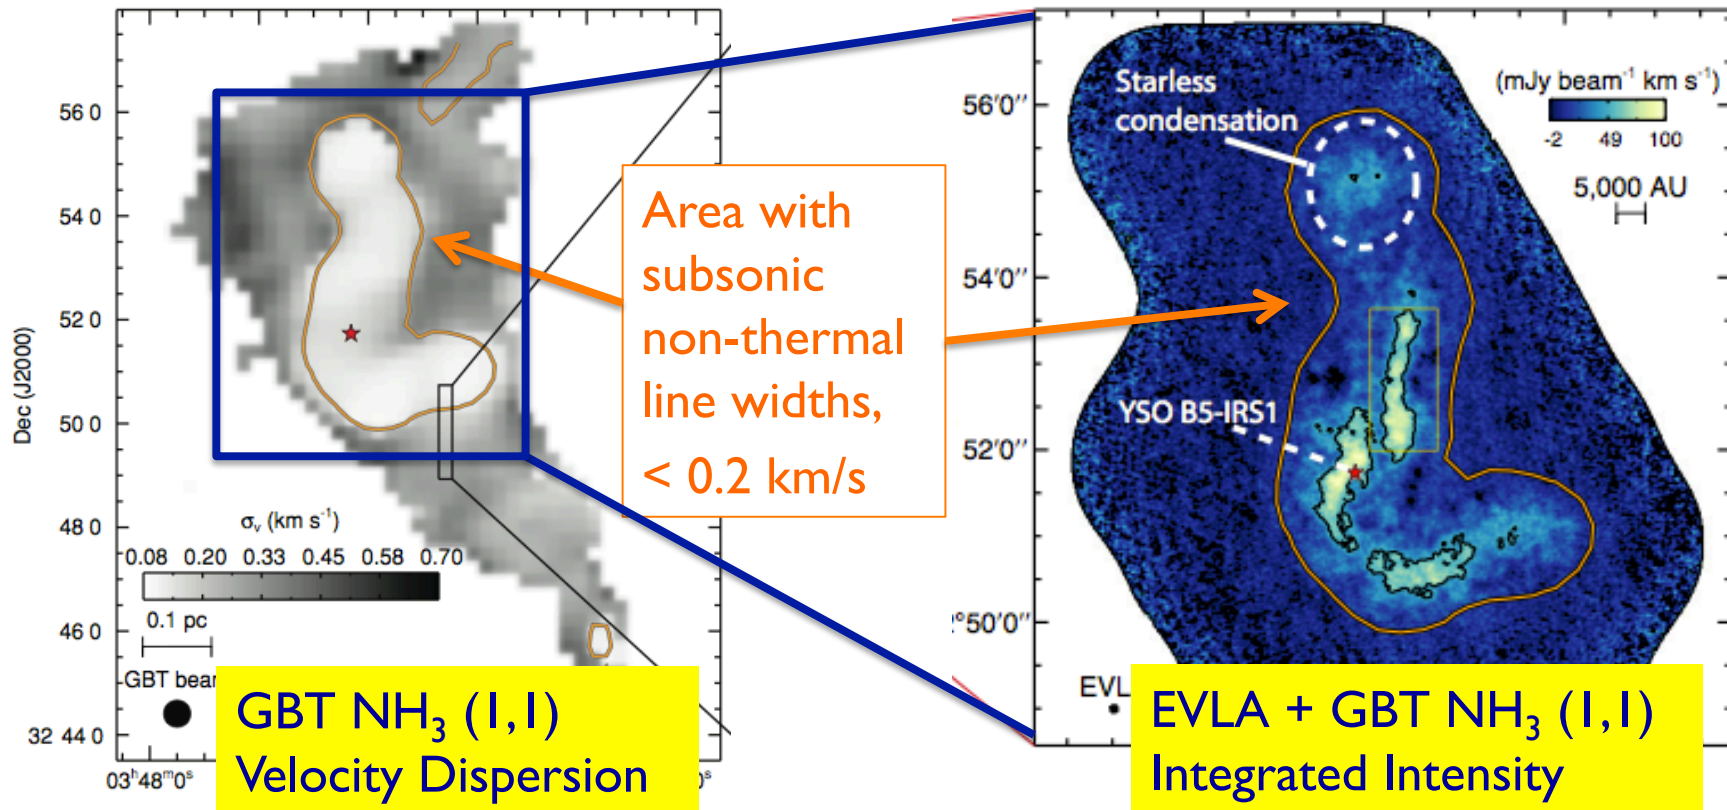 56 0
54 0
52 0
50 0
48 0
46 0
32 44 0
Dec (J2000)
σv (km s⁻¹)
0.08 0.20 0.33 0.45 0.58 0.70
0.1 pc
GBT
03ʰ48ᵐ0ˢ
GBT NH₃ (1,1)
Velocity Dispersion
Area with
subsonic
non-thermal
line widths,
< 0.2 km/s
Starless
condensation
(mJy beam⁻¹ km s⁻¹)
-2 49 100
5,000 AU
YSO B5-IRS1
56'0''
54'0''
52'0''
°50'0''
EVLA + GBT NH₃ (1,1)
Integrated Intensity